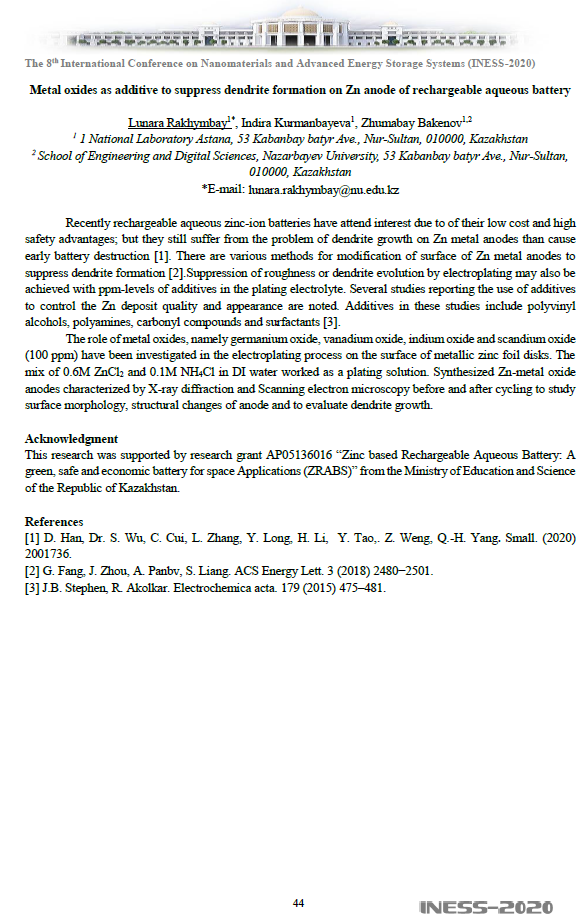 The 8th International Conference on Nanomaterials and Advanced Energy Storage Systems (INESS-2020)
Metal oxides as additive to suppress dendrite formation on Zn anode of rechargeable aqueous battery
Lunara Rakhymbay1*, Indira Kurmanbayeva1, Zhumabay Bakenov1,2
1 1 National Laboratory Astana, 53 Kabanbay batyr Ave., Nur-Sultan, 010000, Kazakhstan
2 School of Engineering and Digital Sciences, Nazarbayev University, 53 Kabanbay batyr Ave., Nur-Sultan,
010000, Kazakhstan
*E-mail: lunara.rakhymbay@nu.edu.kz
Recently rechargeable aqueous zinc-ion batteries have attend interest due to of their low cost and high
safety advantages; but they still suffer from the problem of dendrite growth on Zn metal anodes than cause
early battery destruction [1]. There are various methods for modification of surface of Zn metal anodes to
suppress dendrite formation [2].Suppression of roughness or dendrite evolution by electroplating may also be
achieved with ppm-levels of additives in the plating electrolyte. Several studies reporting the use of additives
to control the Zn deposit quality and appearance are noted. Additives in these studies include polyvinyl
alcohols, polyamines, carbonyl compounds and surfactants [3].
The role of metal oxides, namely germanium oxide, vanadium oxide, indium oxide and scandium oxide
(100 ppm) have been investigated in the electroplating process on the surface of metallic zinc foil disks. The
mix of 0.6M ZnCl2 and 0.1M NH4Cl in DI water worked as a plating solution. Synthesized Zn-metal oxide
anodes characterized by X-ray diffraction and Scanning electron microscopy before and after cycling to study
surface morphology, structural changes of anode and to evaluate dendrite growth.
Acknowledgment
This research was supported by research grant AP05136016 “Zinc based Rechargeable Aqueous Battery: A
green, safe and economic battery for space Applications (ZRABS)” from the Ministry of Education and Science
of the Republic of Kazakhstan.
References
[1] D. Han, Dr. S. Wu, C. Cui, L. Zhang, Y. Long, H. Li, Y. Tao,. Z. Weng, Q.-H. Yang. Small. (2020)
2001736.
[2] G. Fang, J. Zhou, A. Panbv, S. Liang. ACS Energy Lett. 3 (2018) 2480−2501.
[3] J.B. Stephen, R. Akolkar. Electrochemica acta. 179 (2015) 475–481.
44
INESS-2020